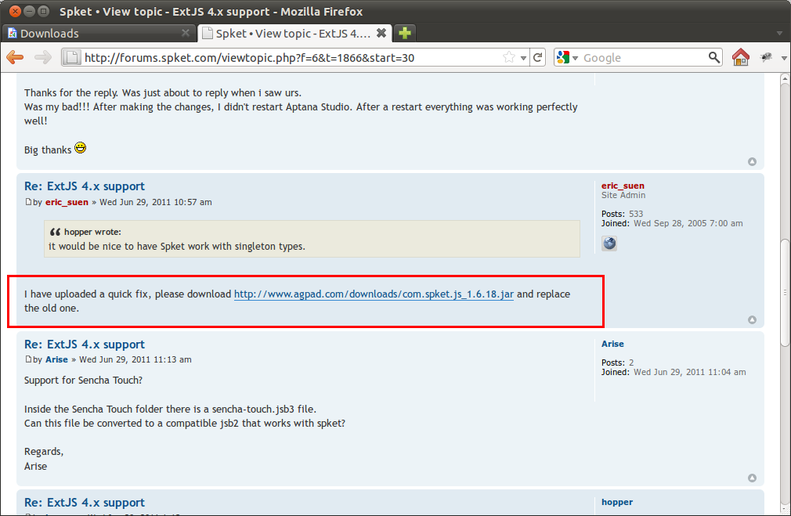 Spket • View topic - ExtJS 4.x support - Mozilla Firefox
Downloads
Spket • View topic - ExtJS 4....
http://forums.spket.com/viewtopic.php?f=6&t=1866&start=30
Google
Thanks for the reply. Was just about to reply when i saw urs.
Was my bad!!! After making the changes, I didn't restart Aptana Studio. After a restart everything was working perfectly
well!
Big thanks
Re: ExtJS 4.x support
by eric_suen » Wed Jun 29, 2011 10:57 am
hopper wrote:
it would be nice to have Spket work with singleton types.
I have uploaded a quick fix, please download http://www.agpad.com/downloads/com.spket.js_1.6.18.jar and replace
the old one.
eric_suen
Site Admin
Posts: 533
Joined: Wed Sep 28, 2005 7:00 am
Re: ExtJS 4.x support
by Arise » Wed Jun 29, 2011 11:13 am
Support for Sencha Touch?
Inside the Sencha Touch folder there is a sencha-touch.jsb3 file.
Can this file be converted to a compatible jsb2 that works with spket?
Regards,
Arise
Arise
Posts: 2
Joined: Wed Jun 29, 2011 11:04 am
Re: ExtJS 4.x support
hopper